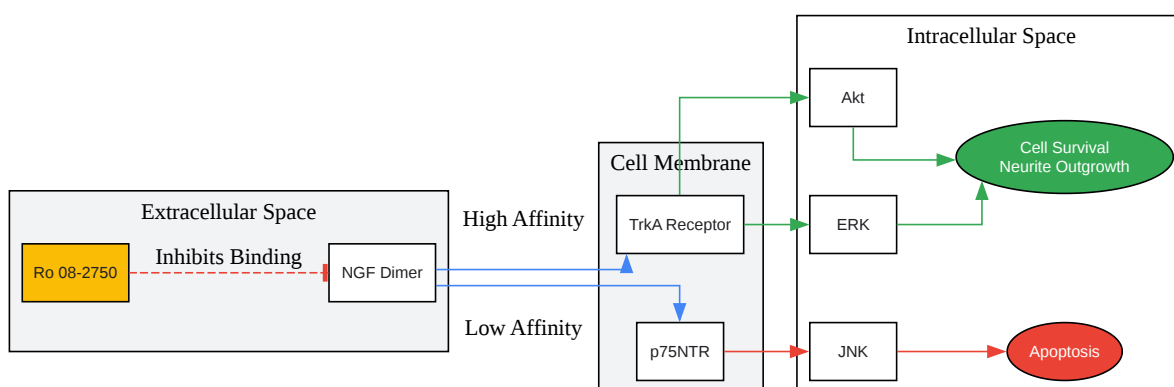 Intracellular Space
Akt
Cell Survival
Neurite Outgrowth
Cell Membrane
Extracellular Space
High Affinity
TrkA Receptor
ERK
Inhibits Binding
Ro 08-2750
NGF Dimer
Low Affinity
p75NTR
JNK
Apoptosis